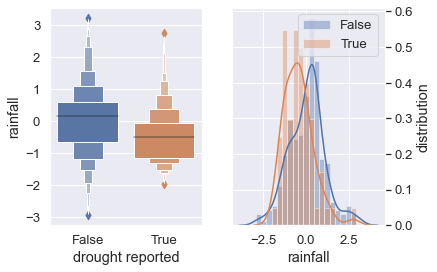 3
2
1
0
−1
−2
−3
rainfall
False
True
drought reported
False
True
0.6
0.5
0.4
0.3
0.2
0.1
0.0
distribution
−2.5
0.0
2.5
rainfall